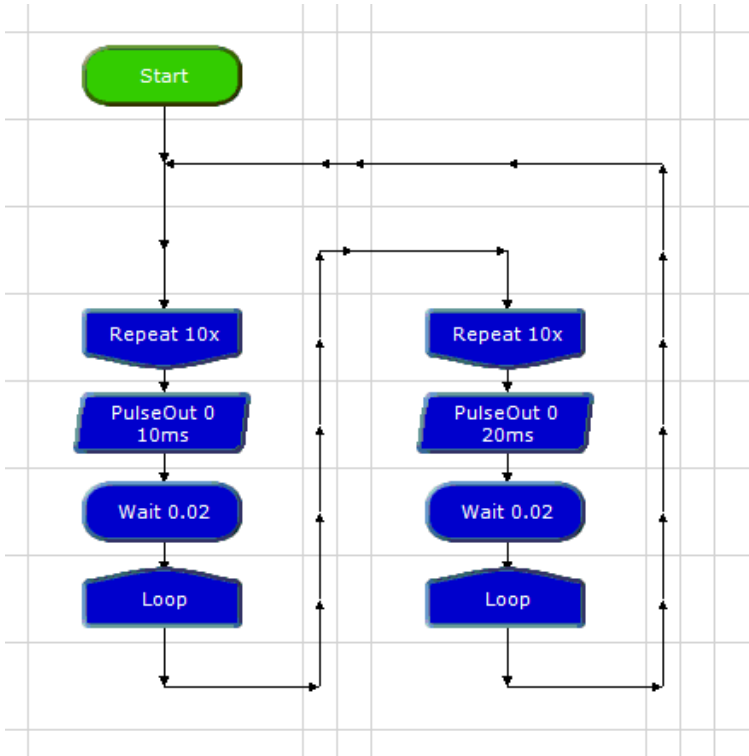 Start
Repeat 10x
PulseOut 0
10ms
Wait 0.02
Loop
Repeat 10x
PulseOut 0
20ms
Wait 0.02
Loop